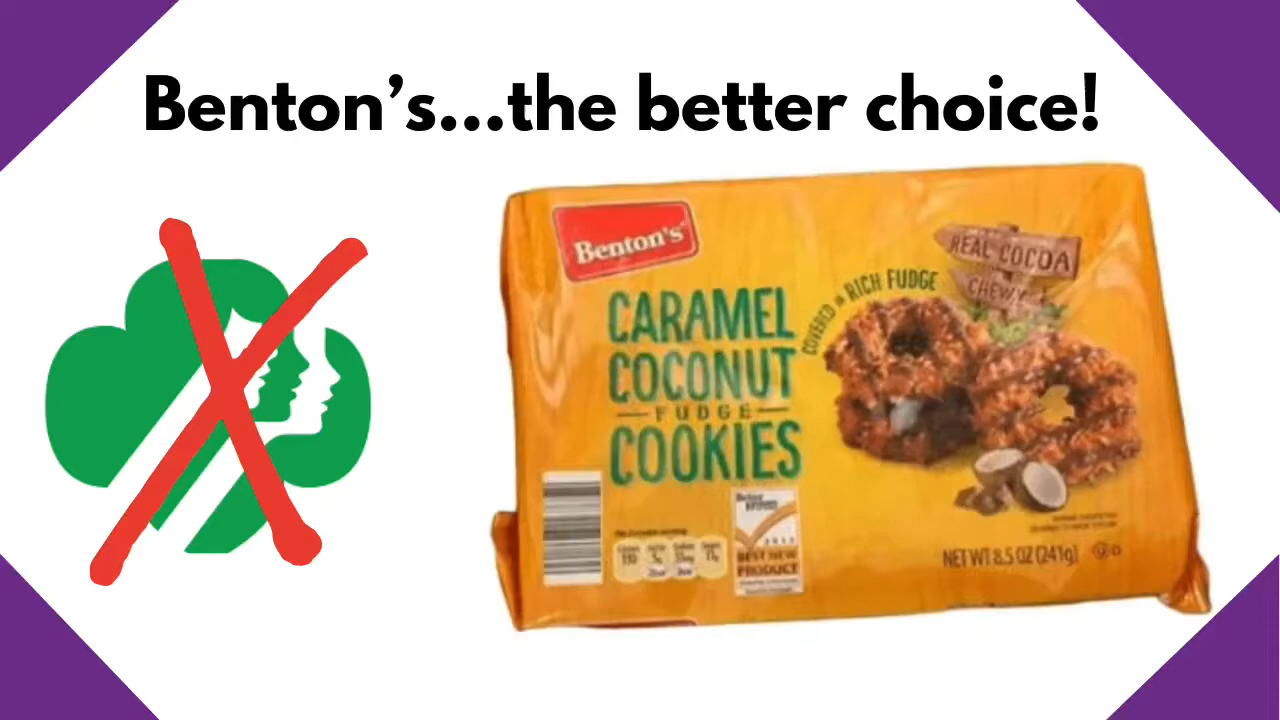 Benton's...the better choice!
Benton's
REAL COCOA
CHEWY
COVERED in RICH FUDGE
CARAMEL
COCONUT
FUDGE
COOKIES
BEST NEW
PRODUCT
NET WT 8.5 OZ (241g)